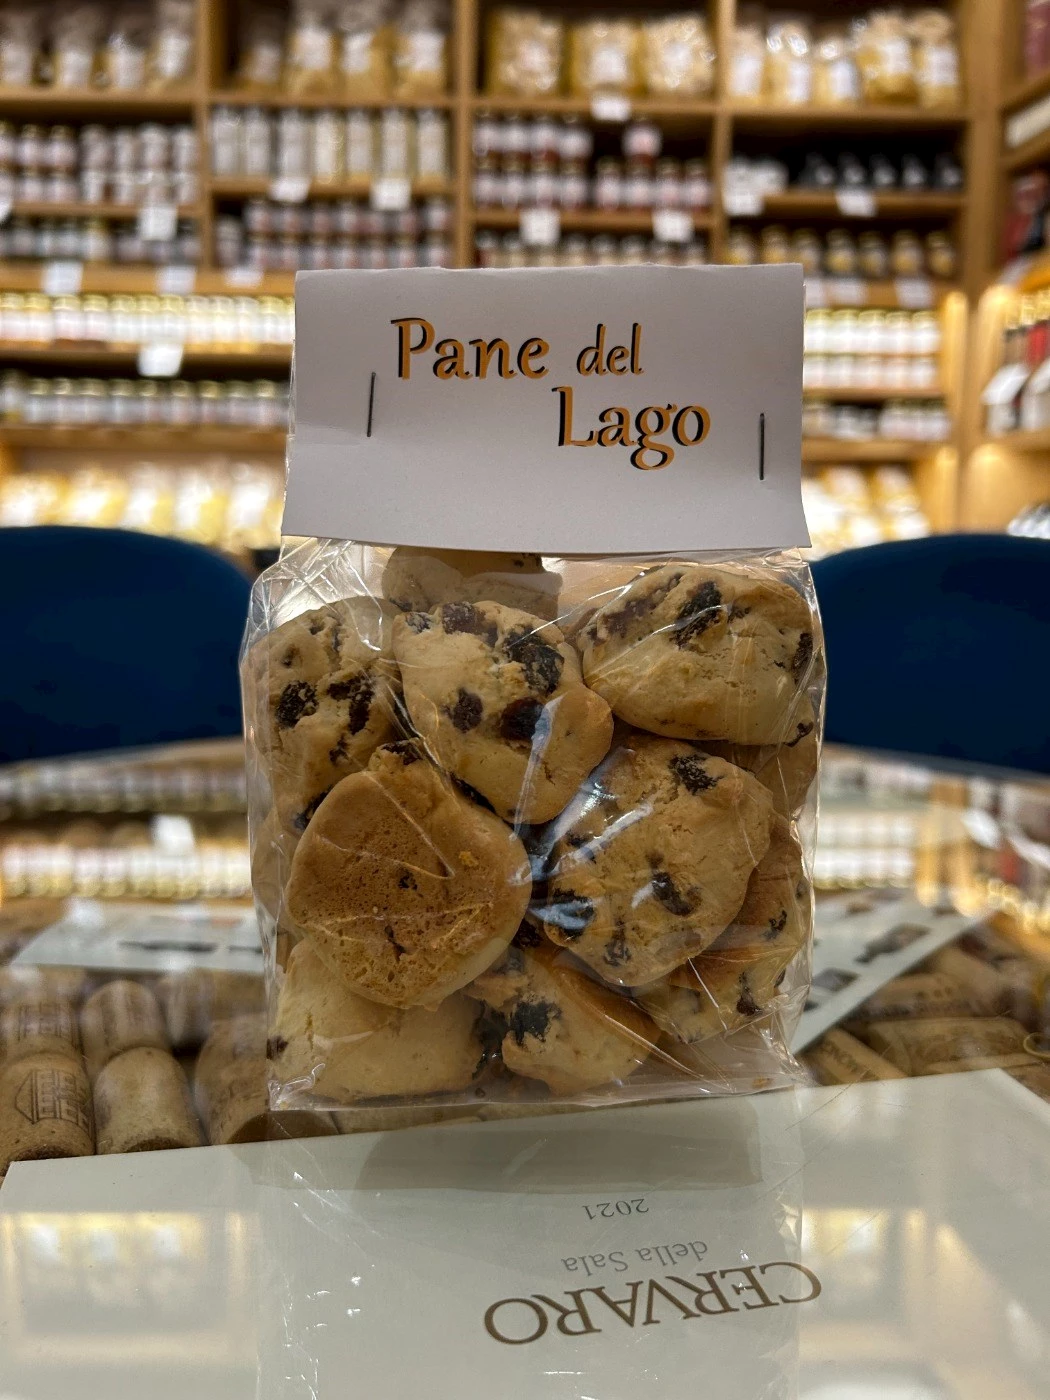 Pane del
Lago
2021
della Sala
CERVARO